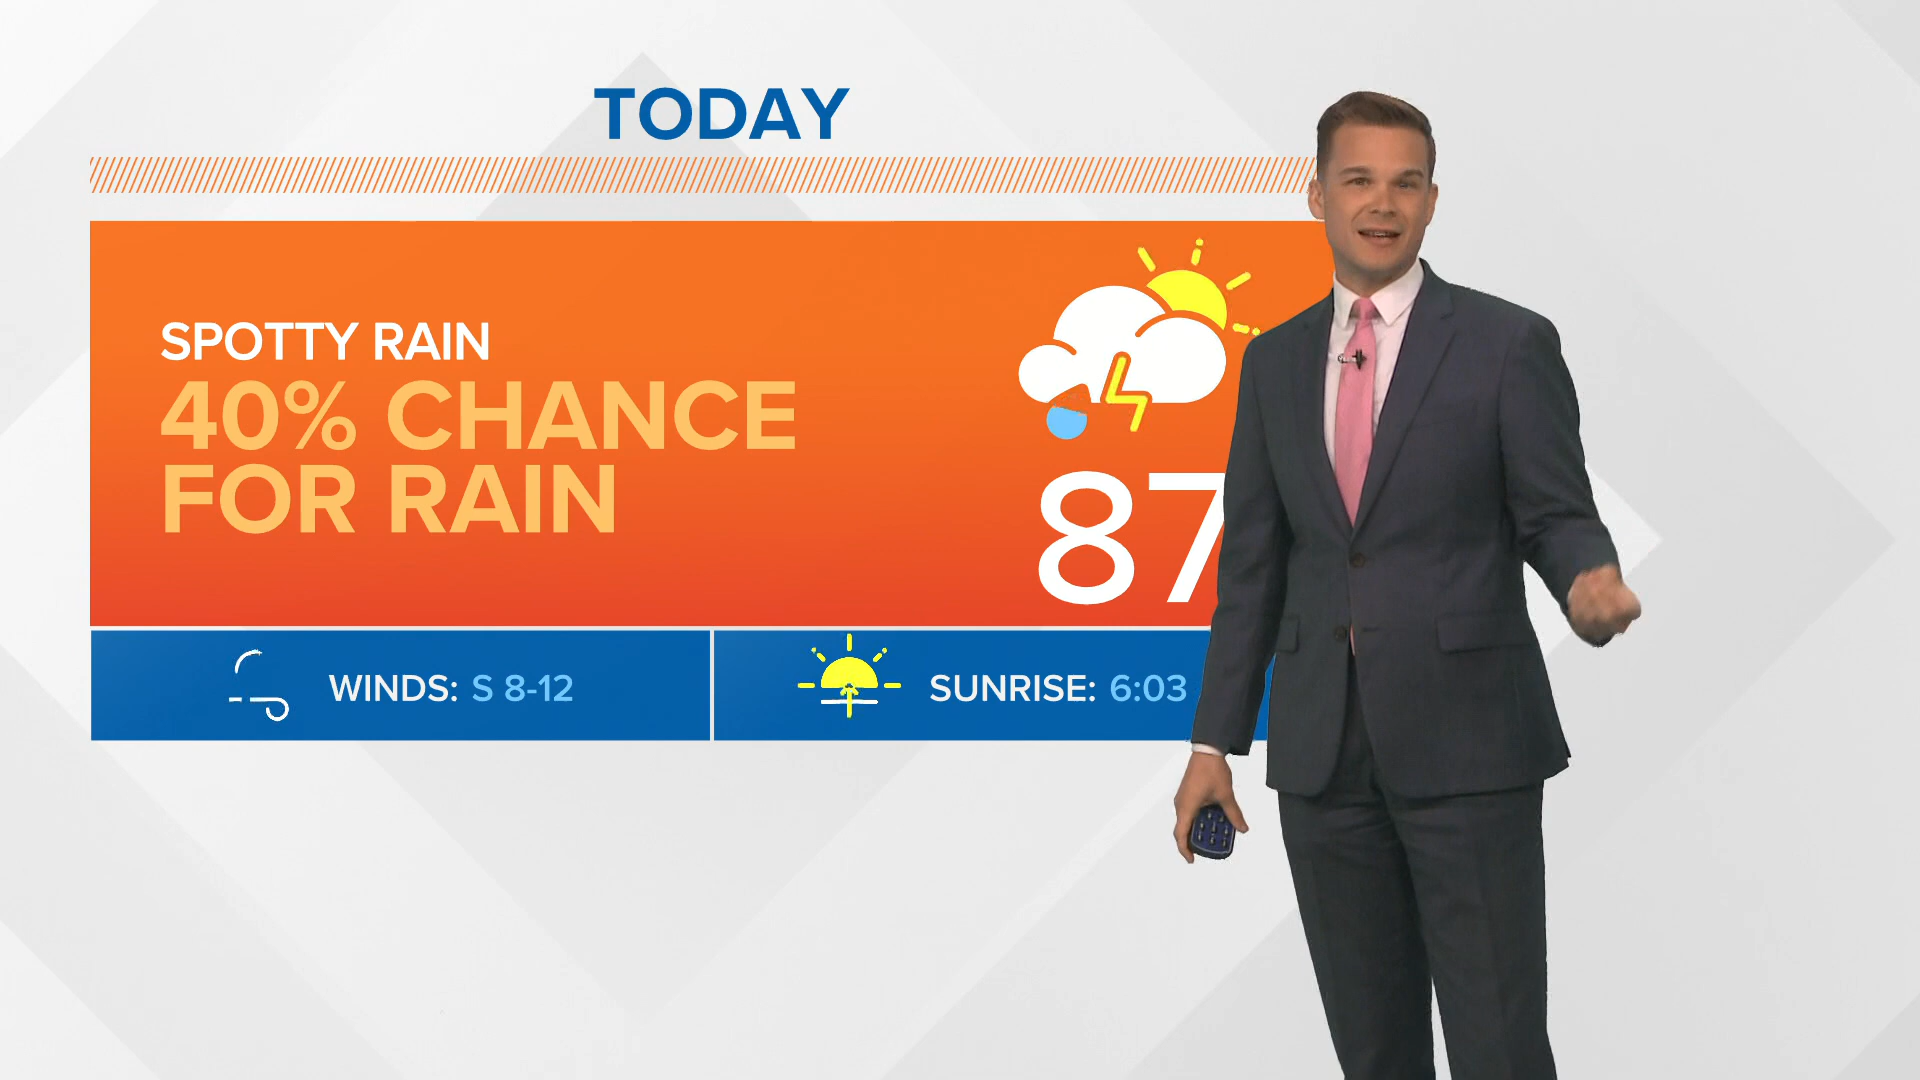 TODAY
SPOTTY RAIN
40% CHANCE
FOR RAIN
87
WINDS: S 8-12
SUNRISE: 6:03